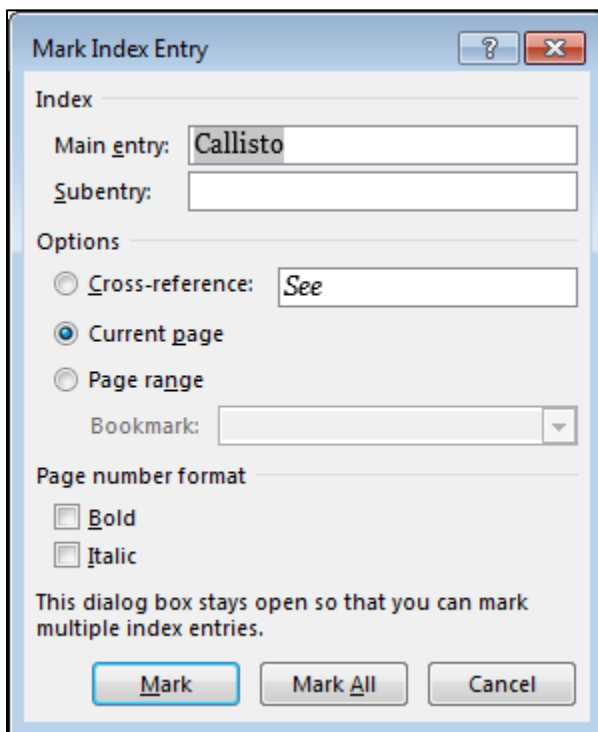 Mark Index Entry
?
Index
Main entry: Callisto
Subentry:
Options
Cross-reference: See
Current page
Page range
Bookmark:
Page number format
Bold
Italic
This dialog box stays open so that you can mark
multiple index entries.
Mark Mark All Cancel